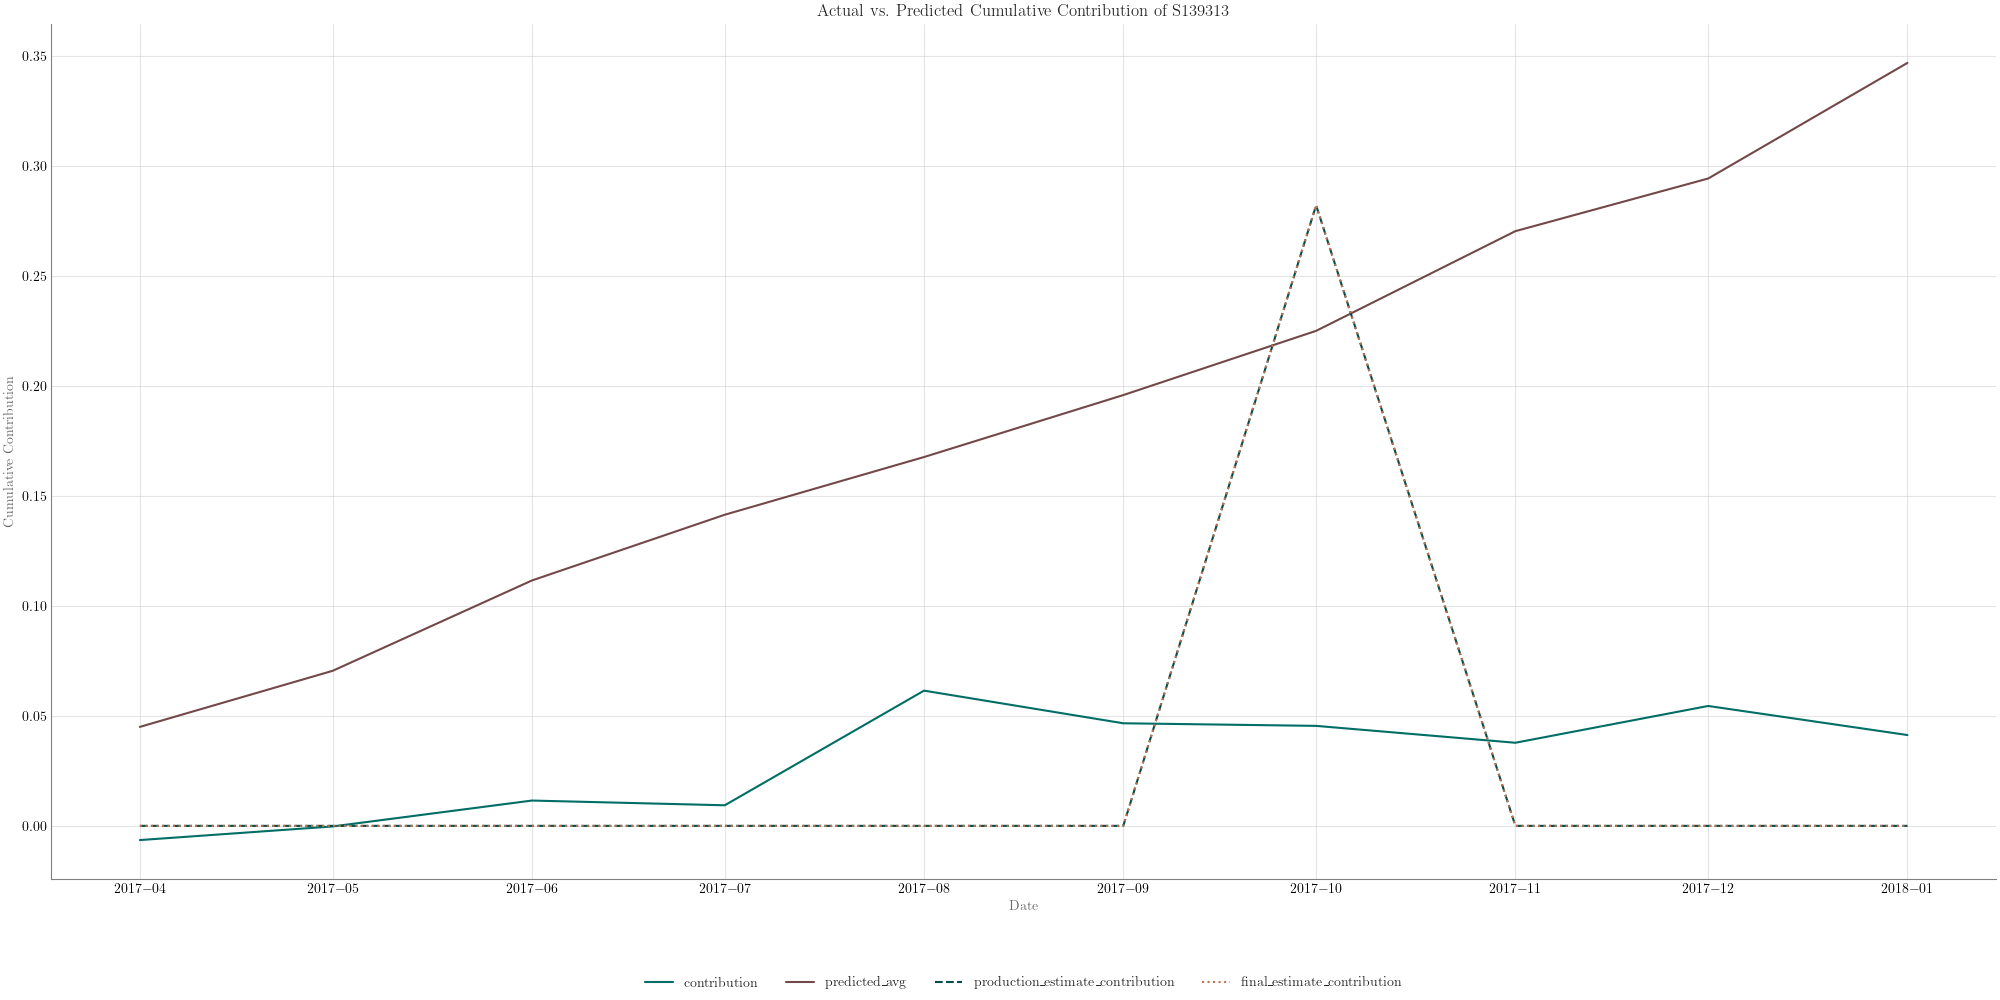 Actual vs. Predicted Cumulative Contribution of S139313
Cumulative Contribution
0.35
0.30
0.25
0.20
0.15
0.10
0.05
0.00
2017−04 2017−05 2017−06 2017−07 2017−08 2017−09 2017−10 2017−11 2017−12 2018−01
Date
contribution predicted_avg production_estimate_contribution final_estimate_contribution